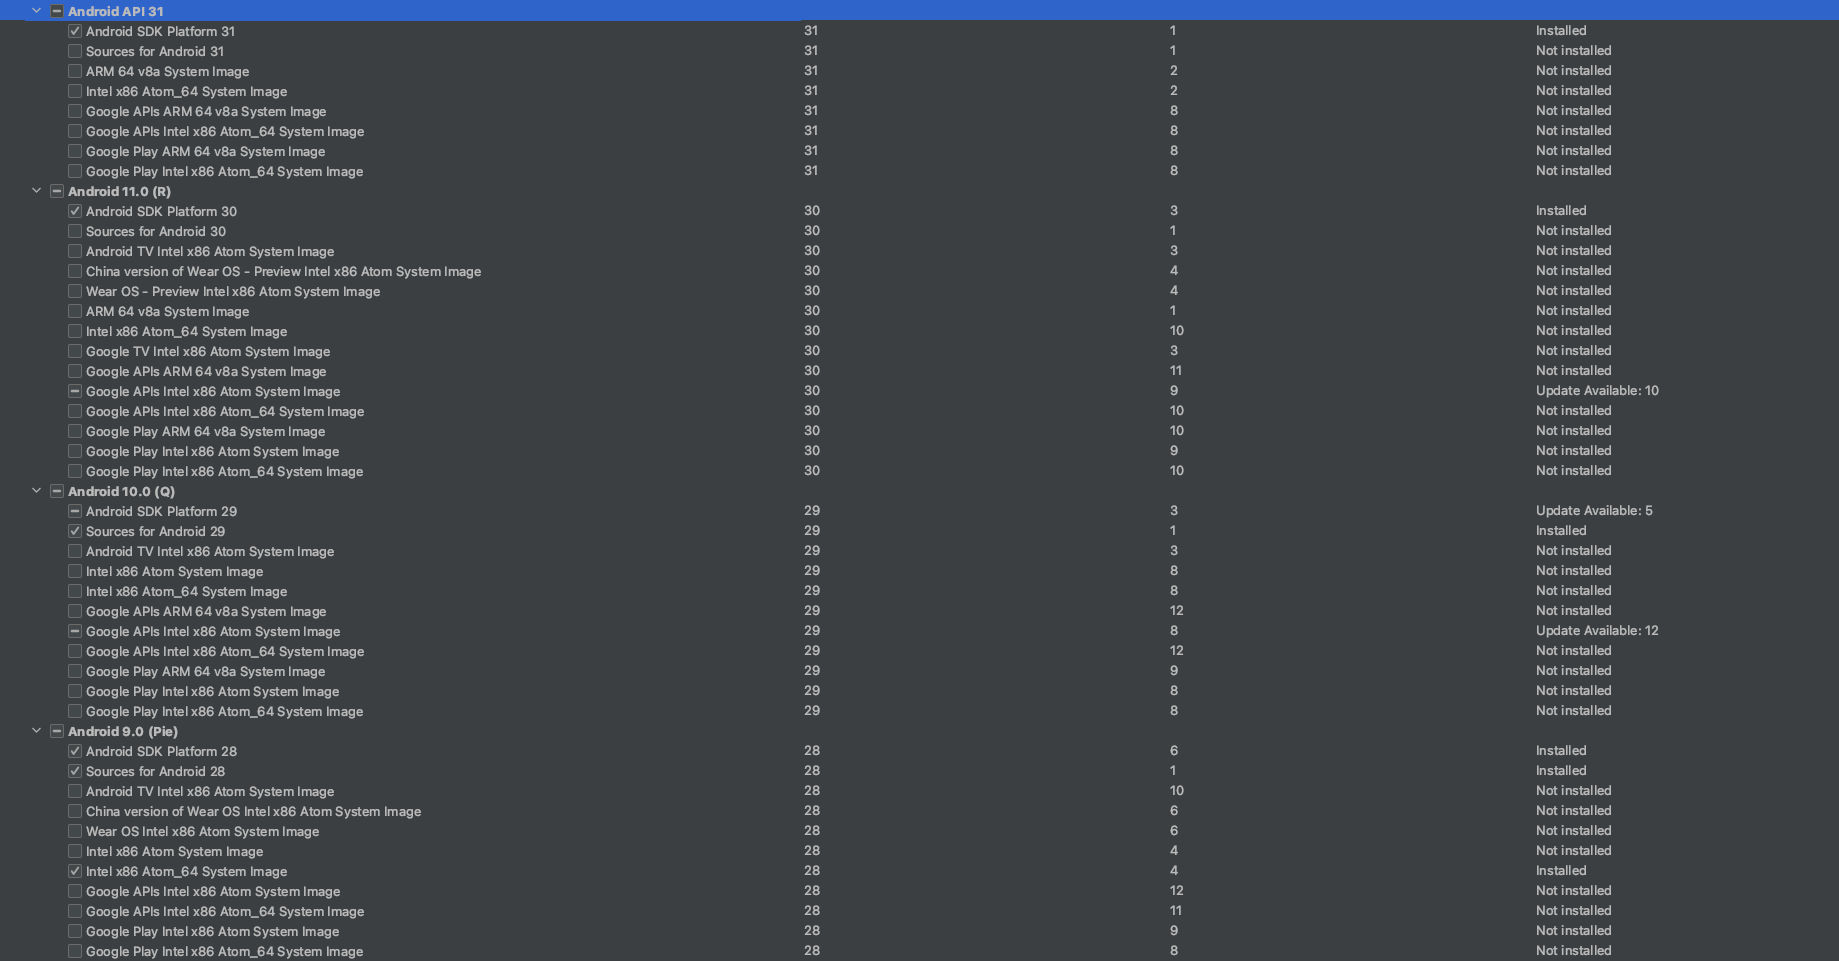 Android API 31
Android SDK Platform 31 31 1 Installed
Sources for Android 31 31 1 Not installed
ARM 64 v8a System Image 31 2 Not installed
Intel x86 Atom_64 System Image 31 2 Not installed
Google APIs ARM 64 v8a System Image 31 8 Not installed
Google APIs Intel x86 Atom_64 System Image 31 8 Not installed
Google Play ARM 64 v8a System Image 31 8 Not installed
Google Play Intel x86 Atom_64 System Image 31 8 Not installed
Android 11.0 (R)
Android SDK Platform 30 30 3 Installed
Sources for Android 30 30 1 Not installed
Android TV Intel x86 Atom System Image 30 3 Not installed
China version of Wear OS - Preview Intel x86 Atom System Image 30 4 Not installed
Wear OS - Preview Intel x86 Atom System Image 30 4 Not installed
ARM 64 v8a System Image 30 1 Not installed
Intel x86 Atom_64 System Image 30 10 Not installed
Google TV Intel x86 Atom System Image 30 3 Not installed
Google APIs ARM 64 v8a System Image 30 11 Not installed
Google APIs Intel x86 Atom System Image 30 9 Update Available: 10
Google APIs Intel x86 Atom_64 System Image 30 10 Not installed
Google Play ARM 64 v8a System Image 30 10 Not installed
Google Play Intel x86 Atom System Image 30 9 Not installed
Google Play Intel x86 Atom_64 System Image 30 10 Not installed
Android 10.0 (Q)
Android SDK Platform 29 29 3 Update Available: 5
Sources for Android 29 29 1 Installed
Android TV Intel x86 Atom System Image 29 3 Not installed
Intel x86 Atom System Image 29 8 Not installed
Intel x86 Atom_64 System Image 29 8 Not installed
Google APIs ARM 64 v8a System Image 29 12 Not installed
Google APIs Intel x86 Atom System Image 29 8 Update Available: 12
Google APIs Intel x86 Atom_64 System Image 29 12 Not installed
Google Play ARM 64 v8a System Image 29 9 Not installed
Google Play Intel x86 Atom System Image 29 8 Not installed
Google Play Intel x86 Atom_64 System Image 29 8 Not installed
Android 9.0 (Pie)
Android SDK Platform 28 28 6 Installed
Sources for Android 28 28 1 Installed
Android TV Intel x86 Atom System Image 28 10 Not installed
China version of Wear OS Intel x86 Atom System Image 28 6 Not installed
Wear OS Intel x86 Atom System Image 28 6 Not installed
Intel x86 Atom System Image 28 4 Not installed
Intel x86 Atom_64 System Image 28 4 Installed
Google APIs Intel x86 Atom System Image 28 12 Not installed
Google APIs Intel x86 Atom_64 System Image 28 11 Not installed
Google Play Intel x86 Atom System Image 28 9 Not installed
Google Play Intel x86 Atom_64 System Image 28 8 Not installed